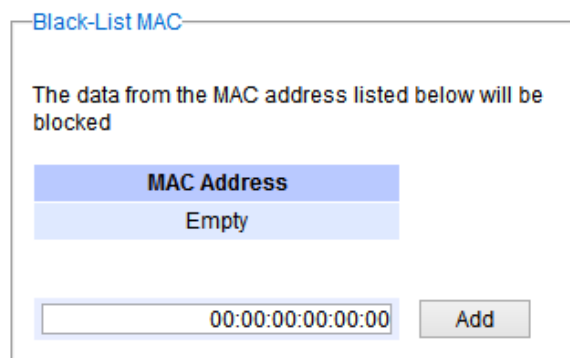 Black-List MAC
The data from the MAC address listed below will be
blocked
MAC Address
Empty
00:00:00:00:00:00 Add